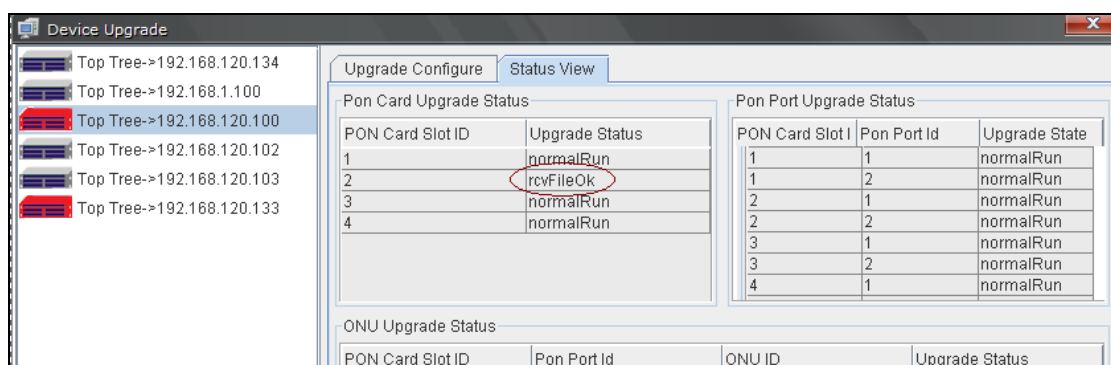 Device Upgrade
Top Tree->192.168.120.134
Top Tree->192.168.1.100
Top Tree->192.168.120.100
Top Tree->192.168.120.102
Top Tree->192.168.120.103
Top Tree->192.168.120.133
Upgrade Configure Status View
Pon Card Upgrade Status
PON Card Slot ID Upgrade Status
1 normalRun
2 rcvFileOk
3 normalRun
4 normalRun
Pon Port Upgrade Status
PON Card Slot I Pon Port Id Upgrade State
1 1 normalRun
1 2 normalRun
2 1 normalRun
2 2 normalRun
3 1 normalRun
3 2 normalRun
4 1 normalRun
ONU Upgrade Status
PON Card Slot ID Pon Port Id ONU ID Upgrade Status